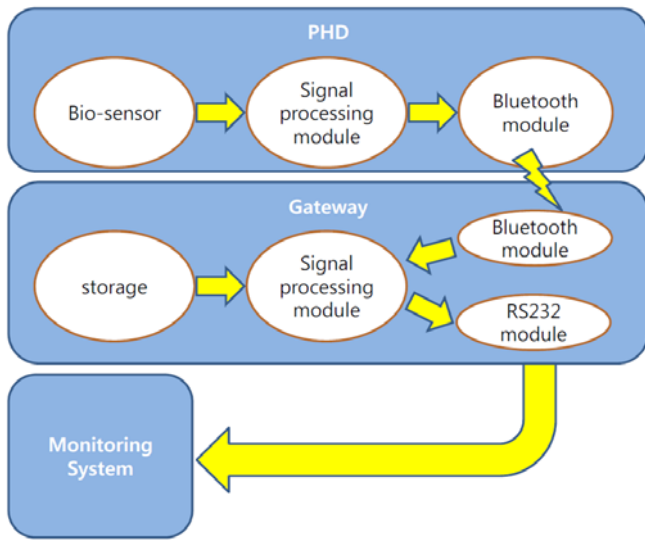 PHD
Bio-sensor
Signal
processing
module
Bluetooth
module
Gateway
storage
Signal
processing
module
Bluetooth
module
RS232
module
Monitoring
System